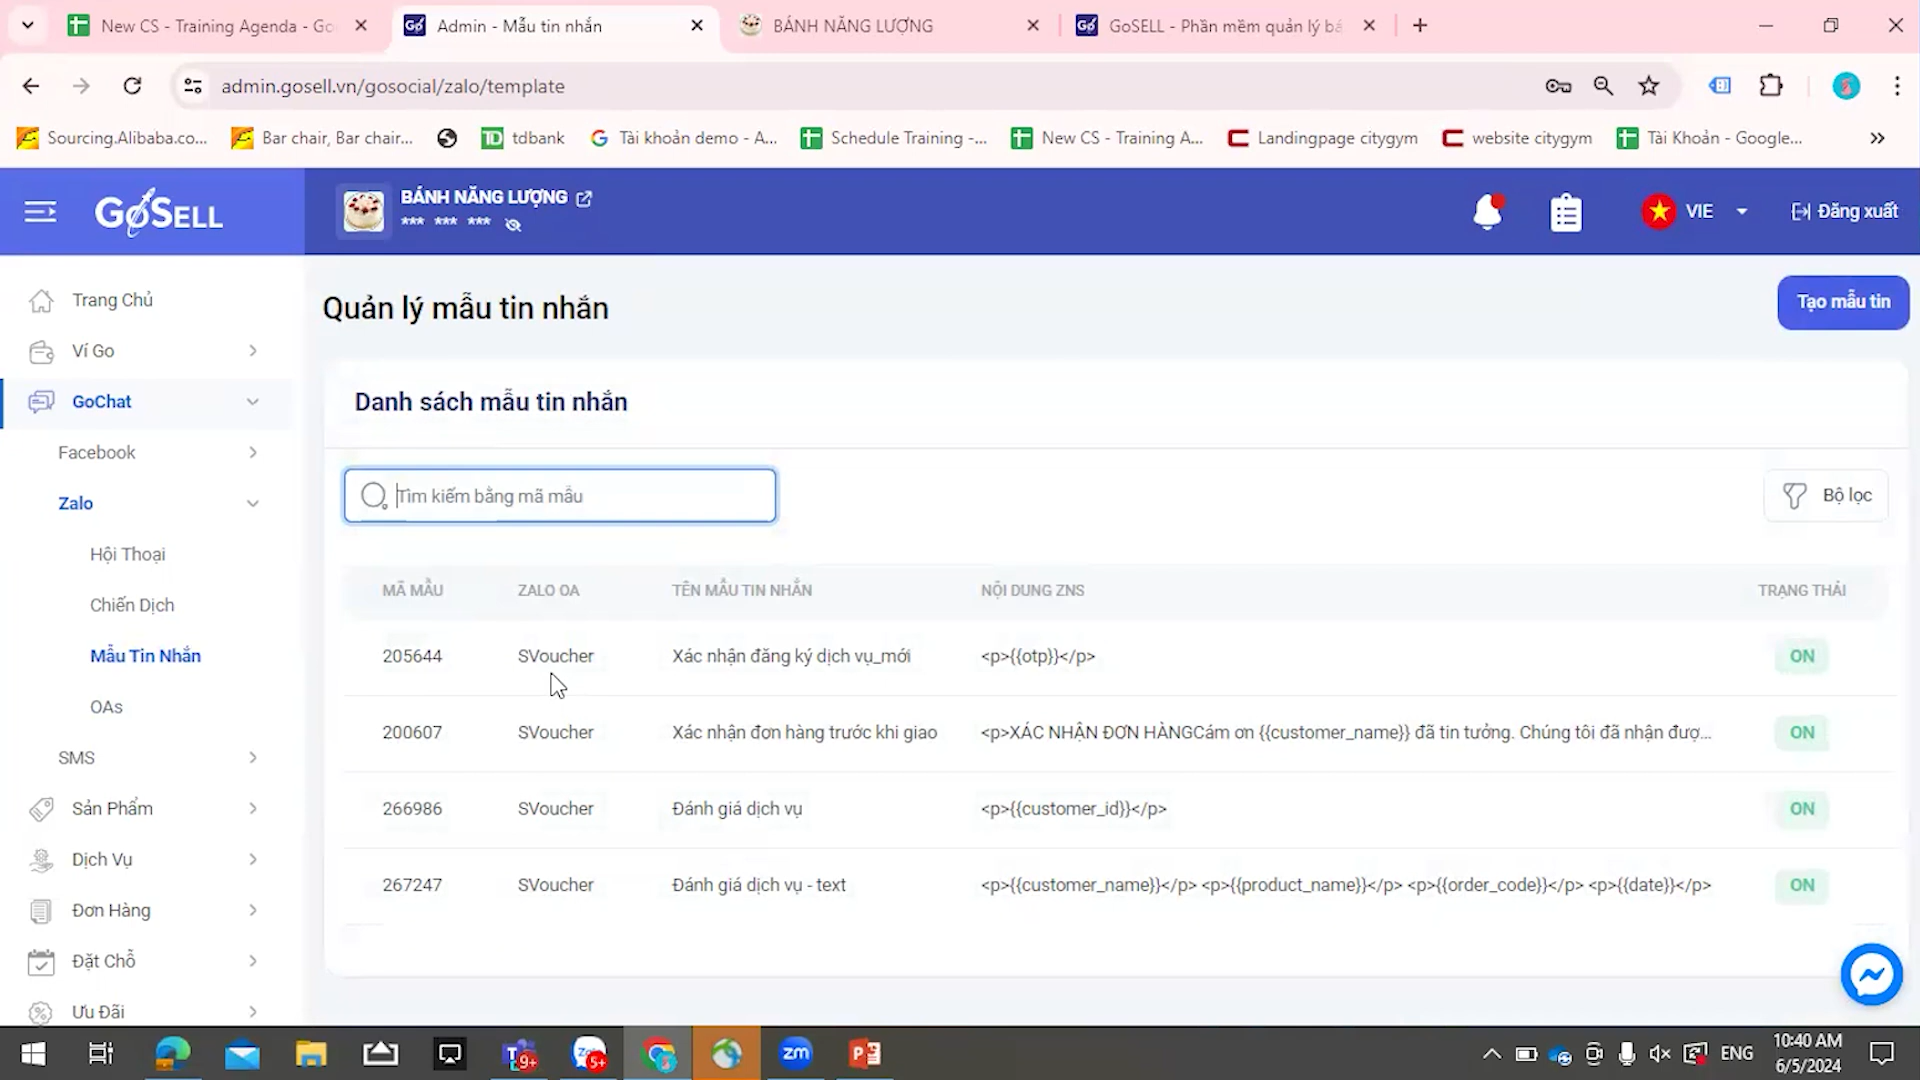 New CS - Training Agenda - Go
Admin - Mẫu tin nhắn
BÁNH NĂNG LƯỢNG
GoSELL - Phần mềm quản lý bá
admin.gosell.vn/gosocial/zalo/template
Sourcing.Alibaba.co...
Bar chair, Bar chair...
TD tdbank
Tài khoản demo - A...
Schedule Training -...
New CS - Training A...
Landingpage citygym
website citygym
Tài Khoản - Google...
GOSELL
BÁNH NĂNG LƯỢNG
*** *** ***
VIE
Đăng xuất
Trang Chủ
Ví Go
GoChat
Facebook
Zalo
Hội Thoại
Chiến Dịch
Mẫu Tin Nhắn
OAs
SMS
Sản Phẩm
Dịch Vụ
Đơn Hàng
Đặt Chỗ
Ưu Đãi
Quản lý mẫu tin nhắn
Tạo mẫu tin
Danh sách mẫu tin nhắn
Tìm kiếm bằng mã mẫu
Bộ lọc
MÃ MẪU ZALO OA TÊN MẪU TIN NHẮN NỘI DUNG ZNS TRẠNG THÁI
205644 SVoucher Xác nhận đăng ký dịch vụ_mới <p>{{otp}}</p> ON
200607 SVoucher Xác nhận đơn hàng trước khi giao <p>XÁC NHẬN ĐƠN HÀNGCám ơn {{customer_name}} đã tin tưởng. Chúng tôi đã nhận đượ... ON
266986 SVoucher Đánh giá dịch vụ <p>{{customer_id}}</p> ON
267247 SVoucher Đánh giá dịch vụ - text <p>{{customer_name}}</p> <p>{{product_name}}</p> <p>{{order_code}}</p> <p>{{date}}</p> ON
9+
5+
zm
ENG
10:40 AM
6/5/2024